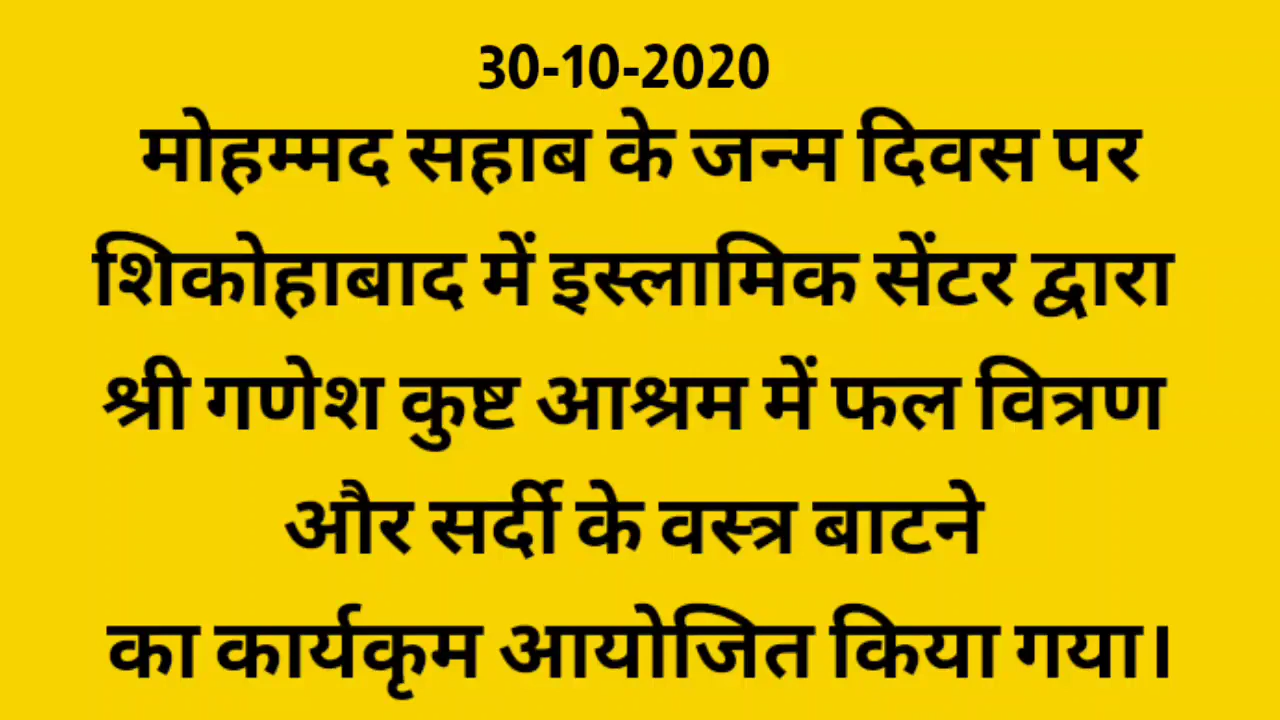 30-10-2020
मोहम्मद सहाब के जन्म दिवस पर
शिकोहाबाद में इस्लामिक सेंटर द्वारा
श्री गणेश कुष्ट आश्रम में फल वित्रण
और सर्दी के वस्त्र बाटने
का कार्यकृम आयोजित किया गया।